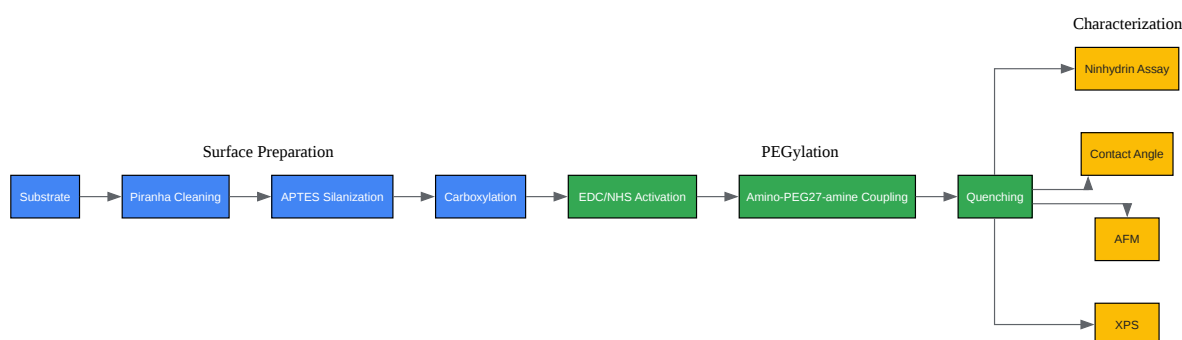 Characterization
Ninhydrin Assay
Surface Preparation
PEGylation
Contact Angle
Substrate
Piranha Cleaning
APTES Silanization
Carboxylation
EDC/NHS Activation
Amino-PEG27-amine Coupling
Quenching
AFM
XPS